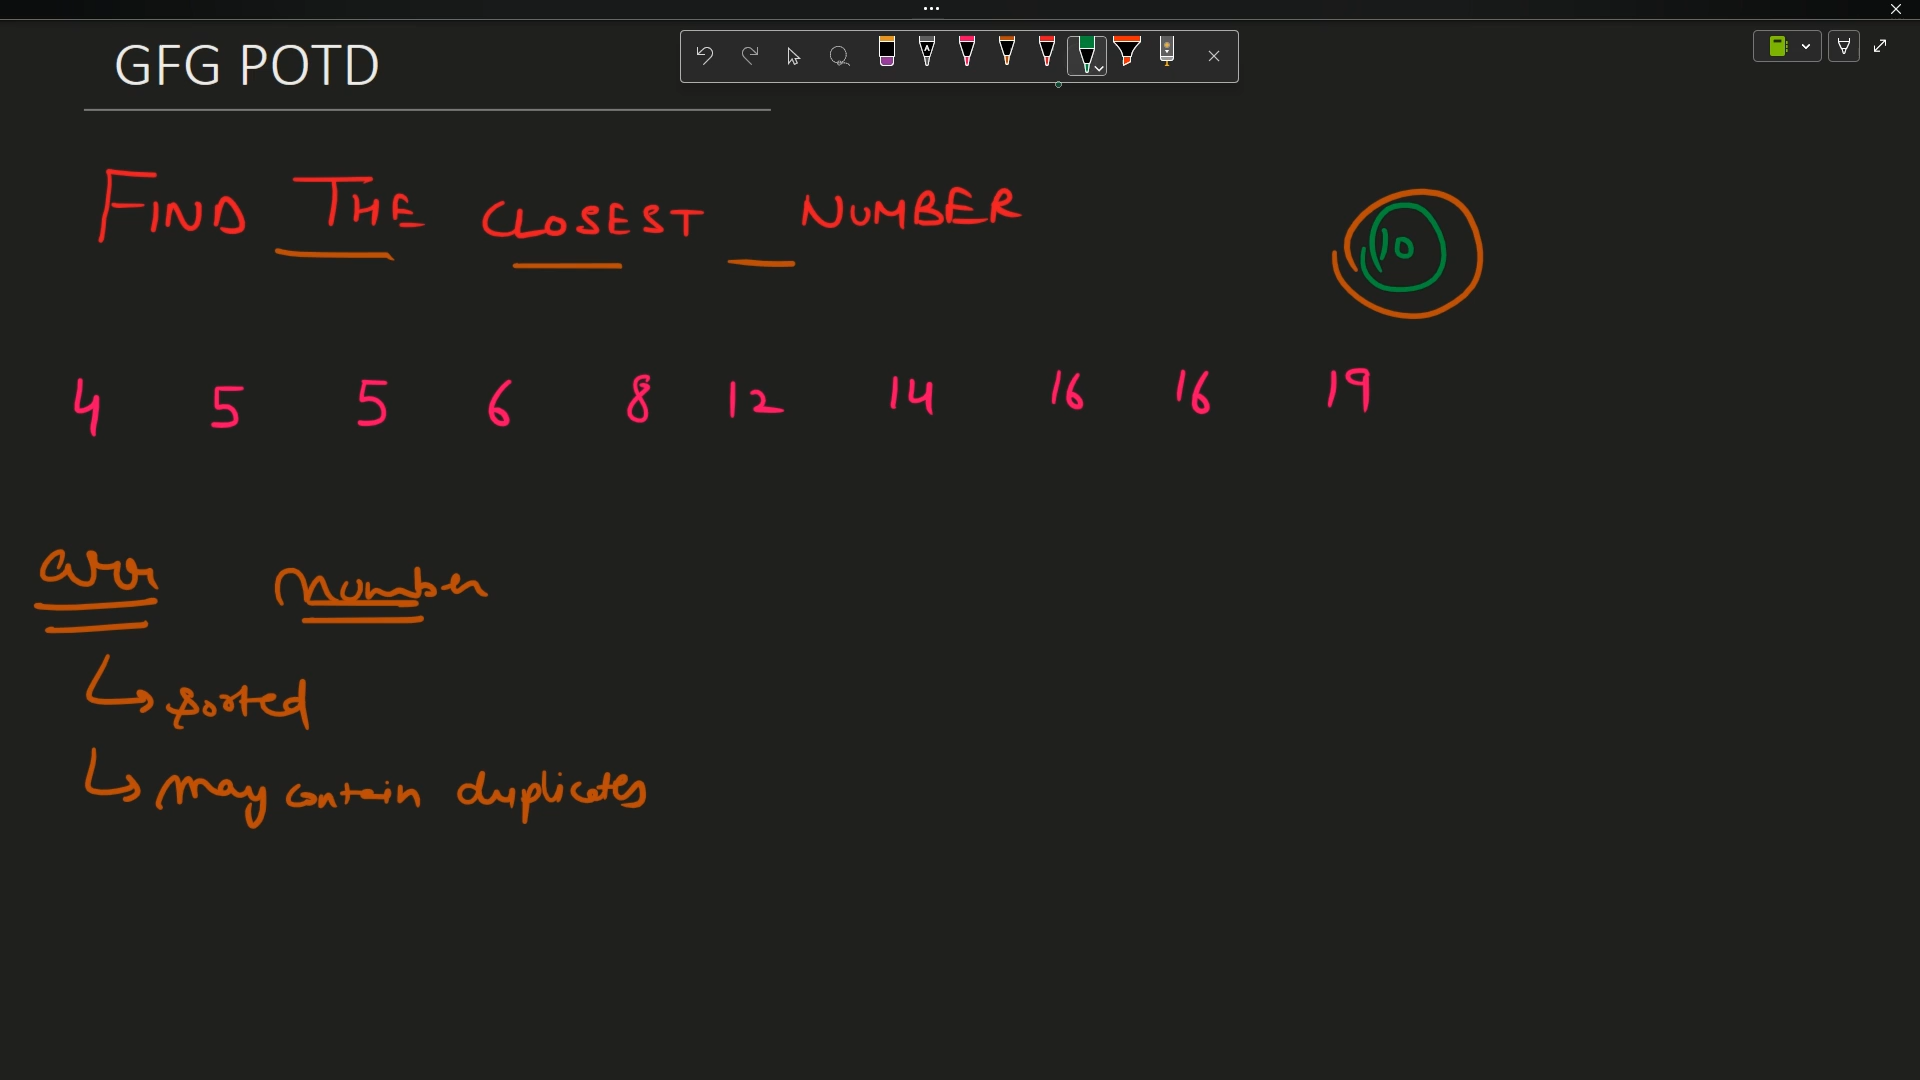 GFG POTD
FIND THE CLOSEST NUMBER
10
4 5 5 6 8 12 14 16 16 19
arr number
sorted
may contain duplicates